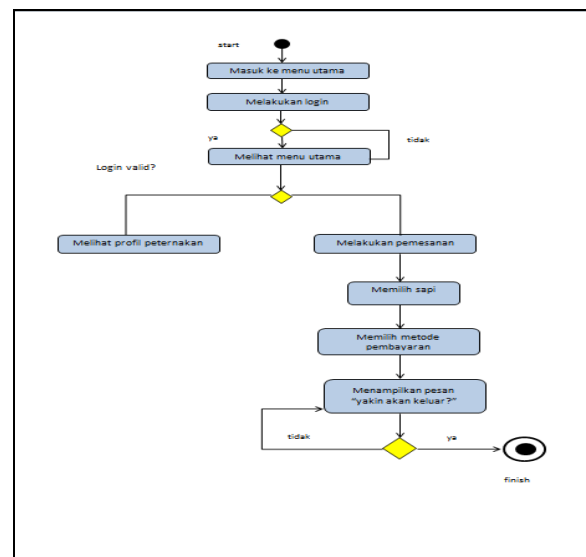 start
Masuk ke menu utama
Melakukan login
ya
tidak
Melihat menu utama
Login valid?
Melihat profil peternakan
Melakukan pemesanan
Memilih sapi
Memilih metode
pembayaran
Menampilkan pesan
"yakin akan keluar?"
tidak
ya
finish